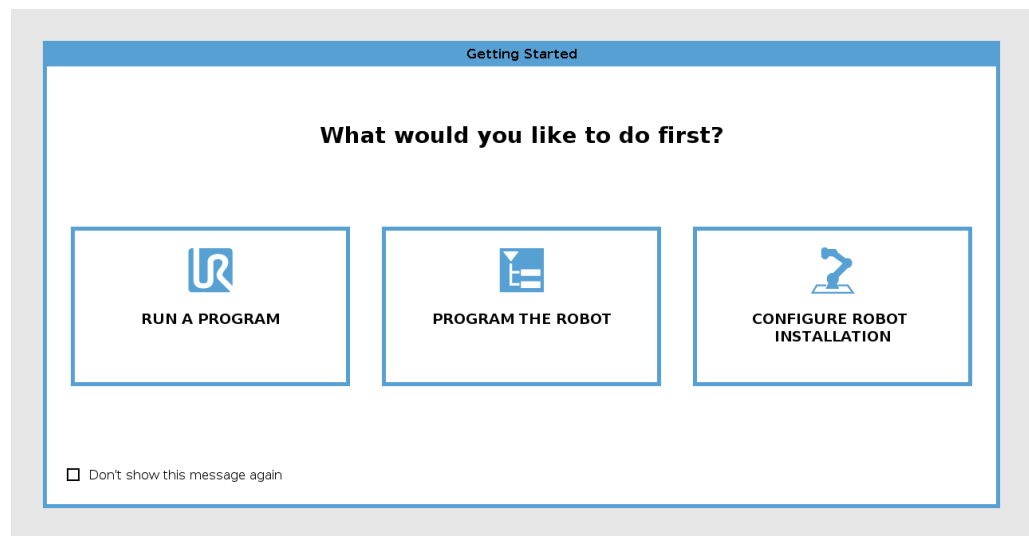 Getting Started
What would you like to do first?
RUN A PROGRAM
PROGRAM THE ROBOT
CONFIGURE ROBOT
INSTALLATION
Don't show this message again